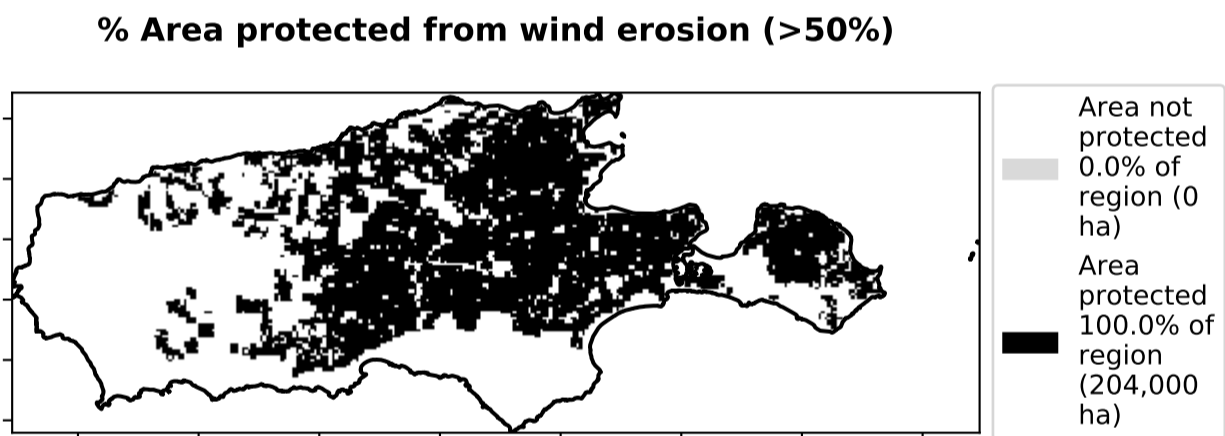 % Area protected from wind erosion (>50%)
Area not
protected
0.0% of
region (0
ha)
Area
protected
100.0% of
region
(204,000
ha)